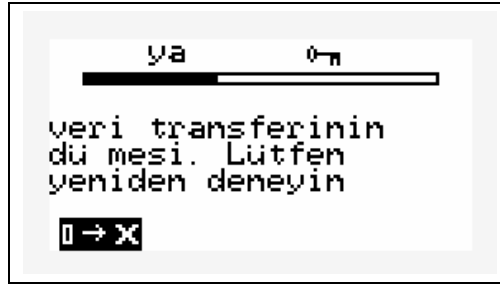 ya
veri transferinin
dü mesi. Lütfen
yeniden deneyin